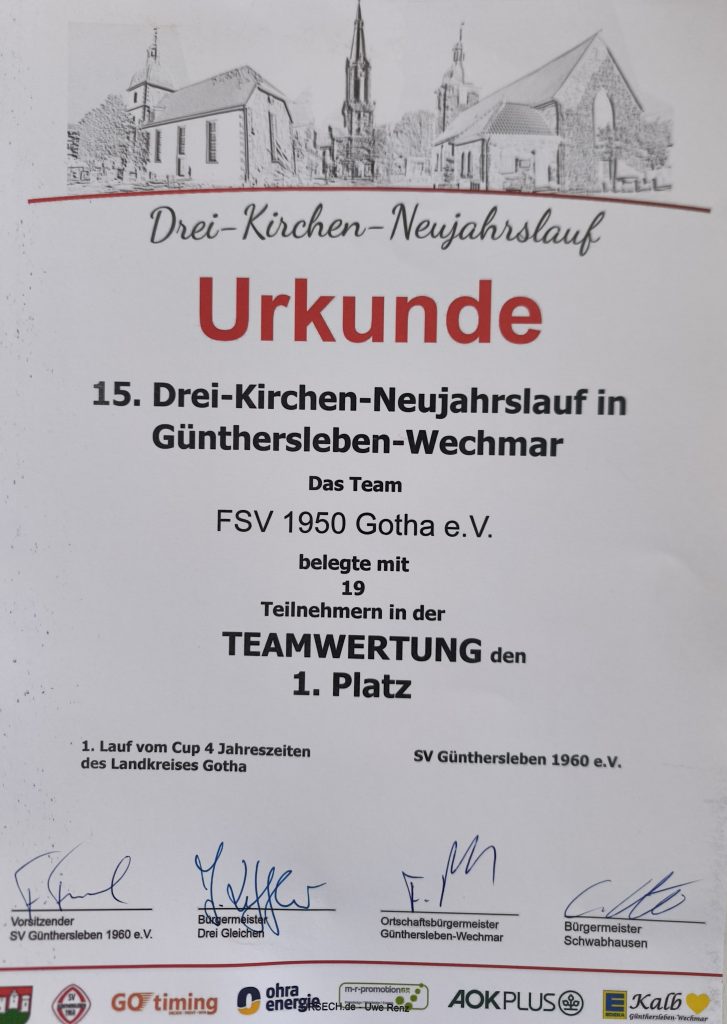 Drei-Kirchen-Neujahrslauf
Urkunde
15. Drei-Kirchen-Neujahrslauf in
Günthersleben-Wechmar
Das Team
FSV 1950 Gotha e.V.
belegte mit
19
Teilnehmern in der
TEAMWERTUNG den
1. Platz
1. Lauf vom Cup 4 Jahreszeiten
des Landkreises Gotha
SV Günthersleben 1960 e.V.
Vorsitzender
SV Günthersleben 1960 e.V.
Bürgermeister
Drei Gleichen
Ortschaftsbürgermeister
Günthersleben-Wechmar
Bürgermeister
Schwabhausen
SV
GO timing
ohra
energie
m-r-promotion
AOK PLUS
E
EDEKA
Kalb
Günthersleben-Wechmar
Uwe Renz